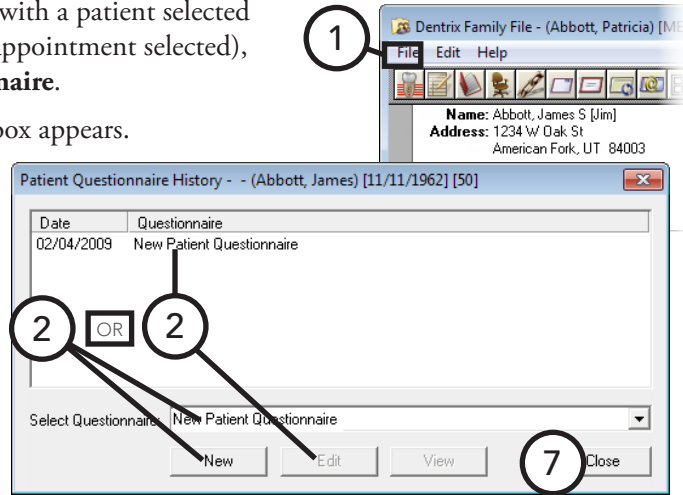 with a patient selected
appointment selected),
naire.
box appears.
1
Dentrix Family File - (Abbott, Patricia) [ME
File Edit Help
Name: Abbott, James S [Jim]
Address: 1234 W Oak St
American Fork, UT 84003
Patient Questionnaire History - - (Abbott, James) [11/11/1962] [50]
Date Questionnaire
02/04/2009 New Patient Questionnaire
2 OR 2
Select Questionnaire: New Patient Questionnaire
New Edit View 7 Close